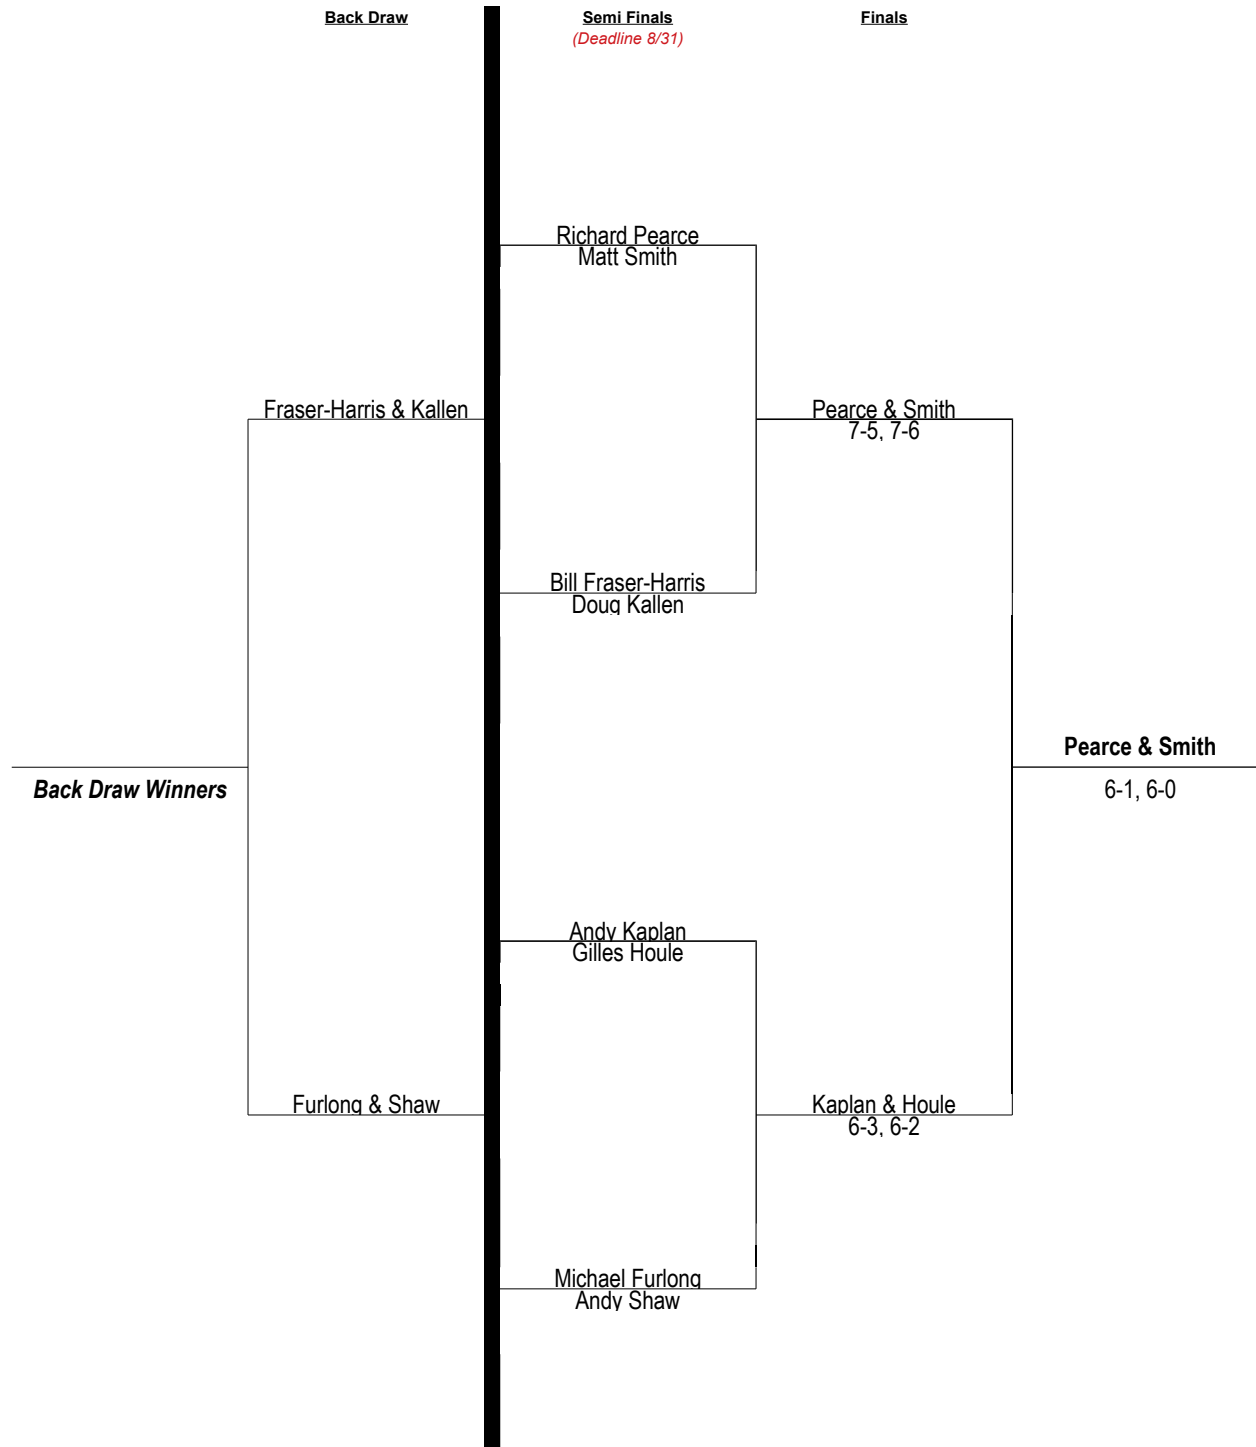 Back Draw
Semi Finals
Finals
(Deadline 8/31)
Richard Pearce
Matt Smith
Fraser-Harris & Kallen
Pearce & Smith
7-5, 7-6
Bill Fraser-Harris
Doug Kallen
Pearce & Smith
Back Draw Winners
6-1, 6-0
Andy Kaplan
Gilles Houle
Furlong & Shaw
Kaplan & Houle
6-3, 6-2
Michael Furlong
Andy Shaw